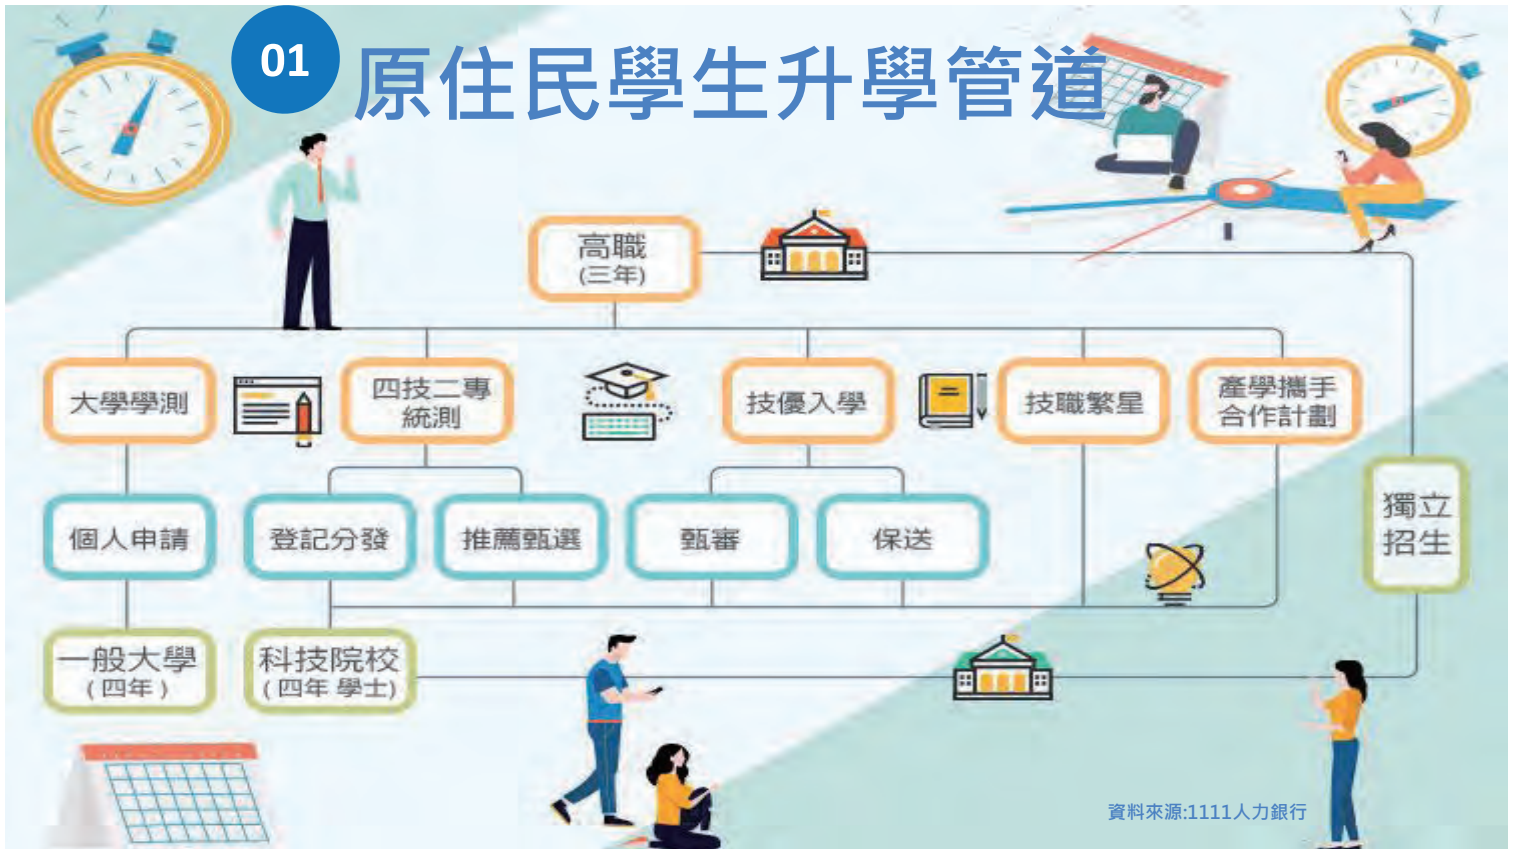 01
原住民學生升學管道
高職
(三年)
大學學測
四技二專
統測
技優入學
技職繁星
產學攜手
合作計劃
個人申請
登記分發
推薦甄選
甄審
保送
獨立
招生
一般大學
(四年)
科技院校
(四年 學士)
資料來源:1111人力銀行